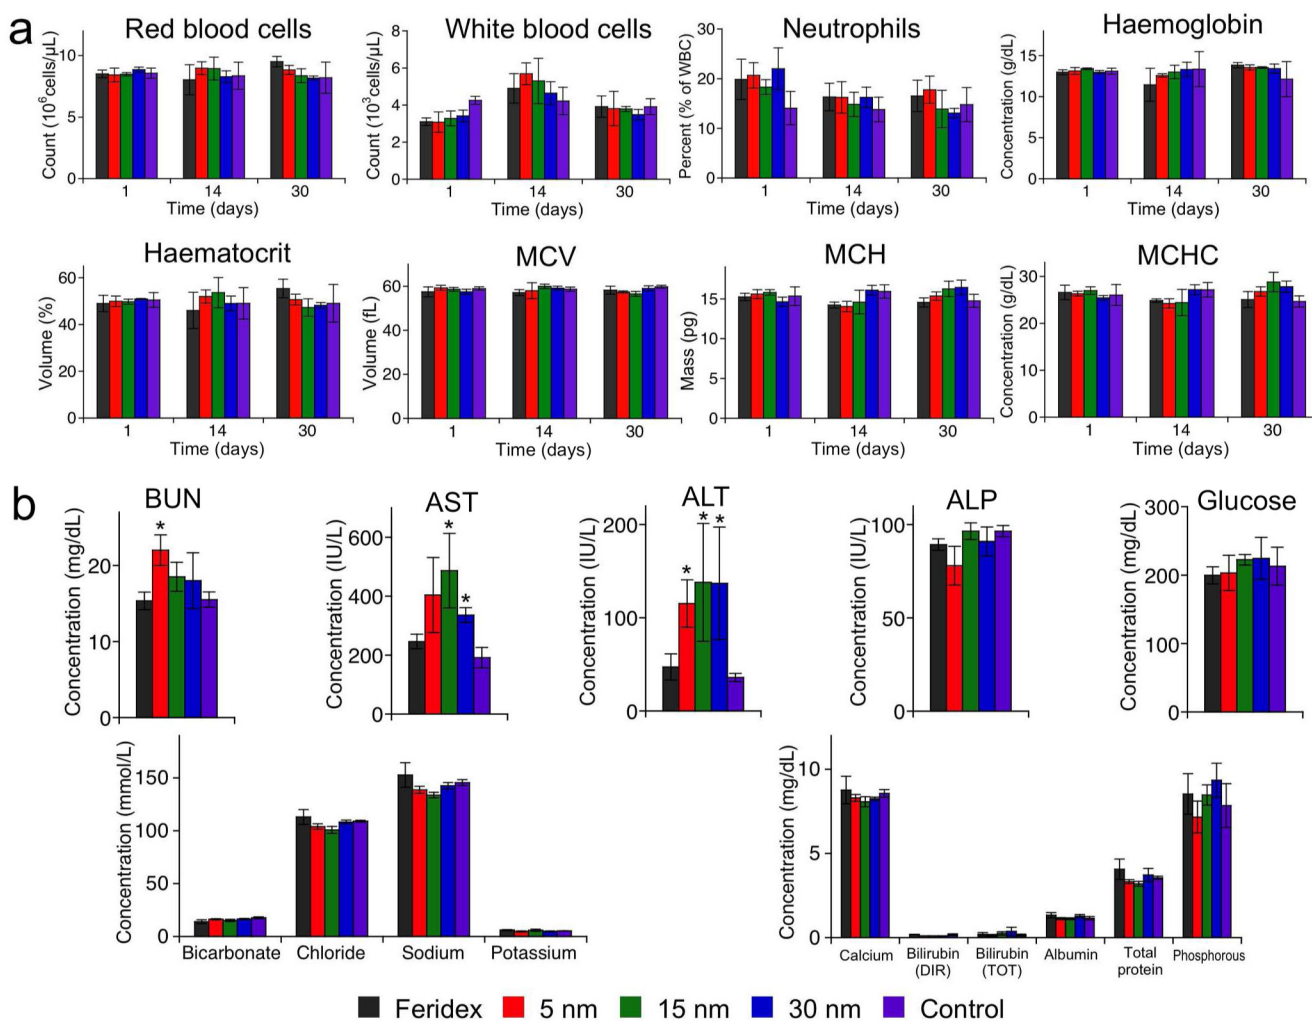 a
Red blood cells
Count (10⁶cells/µL)
10
5
0
1 14 30
Time (days)
White blood cells
Count (10³cells/µL)
8
6
4
2
0
1 14 30
Time (days)
Neutrophils
Percent (% of WBC)
30
20
10
0
1 14 30
Time (days)
Haemoglobin
Concentration (g/dL)
15
10
5
0
1 14 30
Time (days)
Haematocrit
Volume (%)
60
40
20
0
1 14 30
Time (days)
MCV
Volume (fL)
60
40
20
0
1 14 30
Time (days)
MCH
Mass (pg)
15
10
5
0
1 14 30
Time (days)
MCHC
Concentration (g/dL)
30
20
10
0
1 14 30
Time (days)
b
BUN
Concentration (mg/dL)
20
10
0
*
AST
Concentration (IU/L)
600
400
200
0
*
*
ALT
Concentration (IU/L)
200
100
0
*
* *
ALP
Concentration (IU/L)
100
50
0
Glucose
Concentration (mg/dL)
300
200
100
0
Concentration (mmol/L)
150
100
50
0
Bicarbonate Chloride Sodium Potassium
Concentration (mg/dL)
10
5
0
Calcium Bilirubin Bilirubin Albumin Total Phosphorous
(DIR) (TOT) protein
Feridex 5 nm 15 nm 30 nm Control